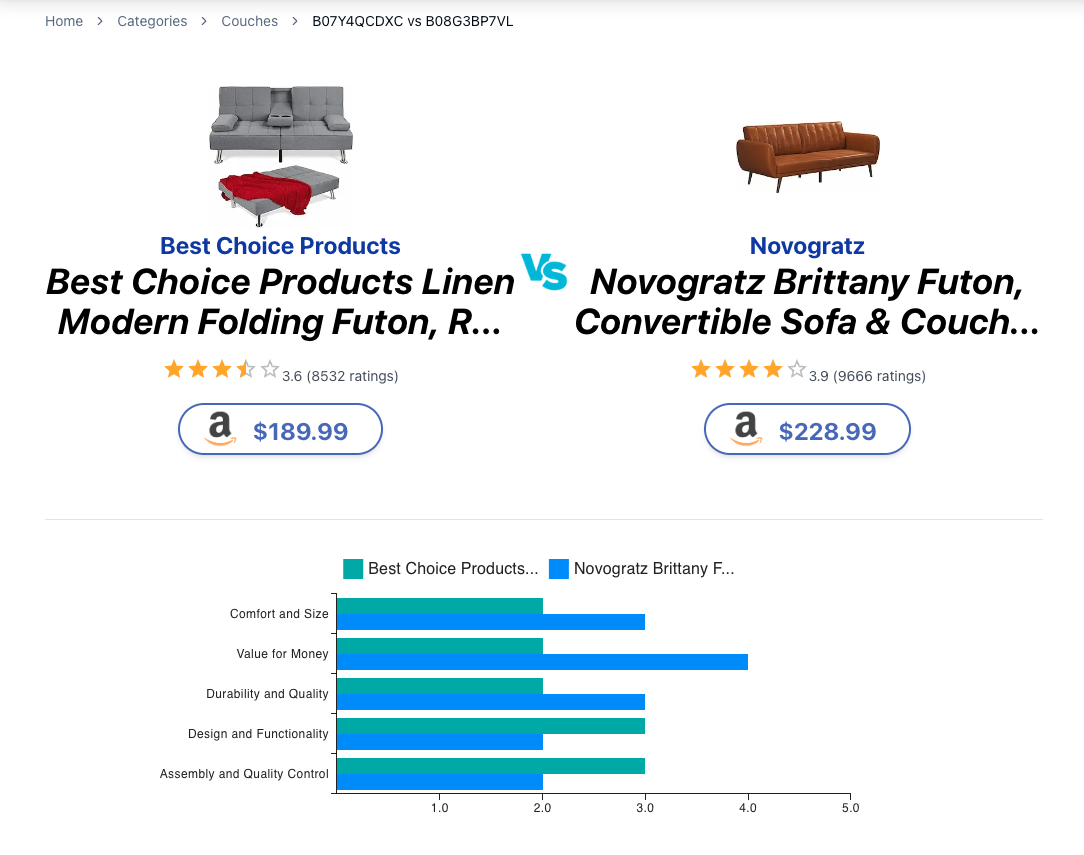 Home > Categories > Couches > B07Y4QCDXC vs B08G3BP7VL
Best Choice Products
Best Choice Products Linen
Modern Folding Futon, R...
3.6 (8532 ratings)
a $189.99
VS
Novogratz
Novogratz Brittany Futon,
Convertible Sofa & Couch...
3.9 (9666 ratings)
a $228.99
Best Choice Products... Novogratz Brittany F...
Comfort and Size
Value for Money
Durability and Quality
Design and Functionality
Assembly and Quality Control
1.0 2.0 3.0 4.0 5.0